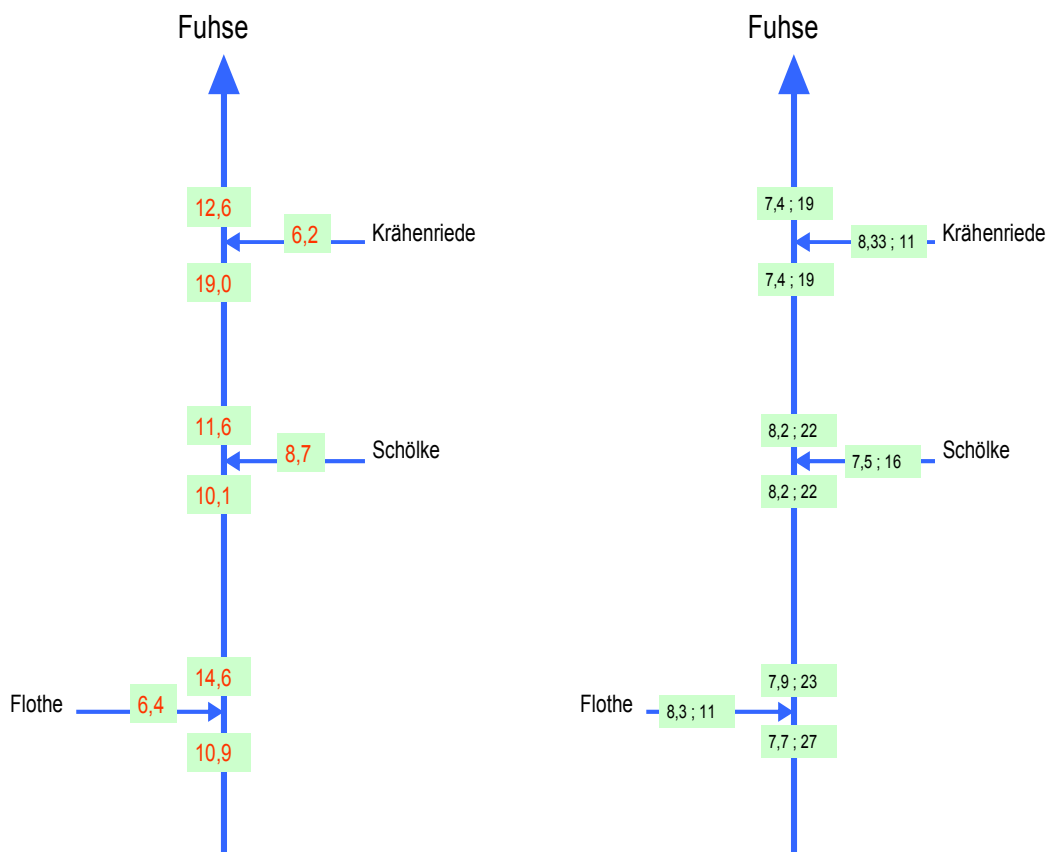 Fuhse
12,6
6,2
Krähenriede
19,0
11,6
8,7
Schölke
10,1
14,6
Flothe
6,4
10,9
Fuhse
7,4 ; 19
8,33 ; 11
Krähenriede
7,4 ; 19
8,2 ; 22
7,5 ; 16
Schölke
8,2 ; 22
7,9 ; 23
Flothe
8,3 ; 11
7,7 ; 27